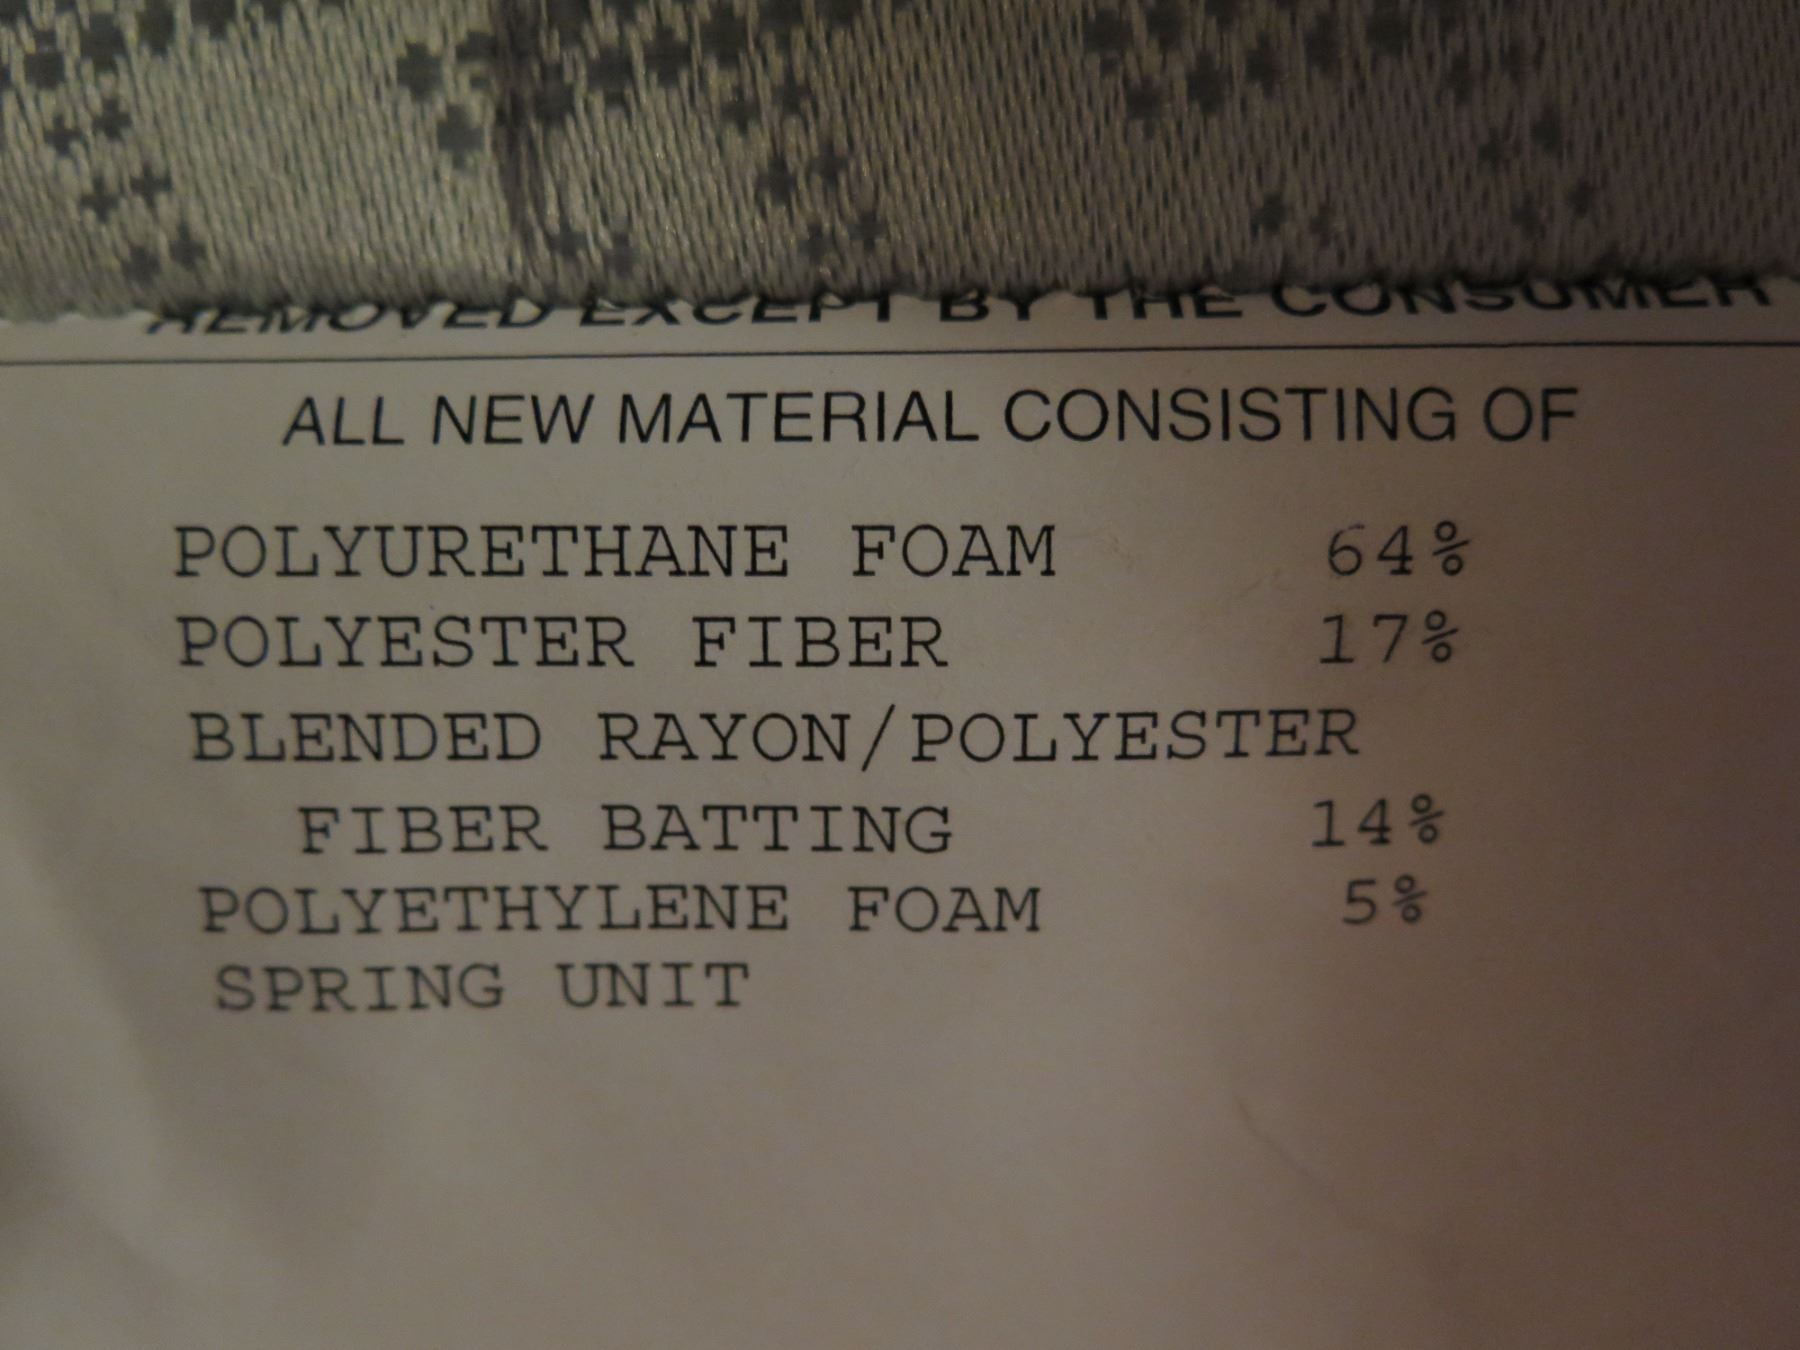 REMOVED EXCEPT BY THE CONSUMER
ALL NEW MATERIAL CONSISTING OF
POLYURETHANE FOAM 64%
POLYESTER FIBER 17%
BLENDED RAYON/POLYESTER
FIBER BATTING 14%
POLYETHYLENE FOAM 5%
SPRING UNIT